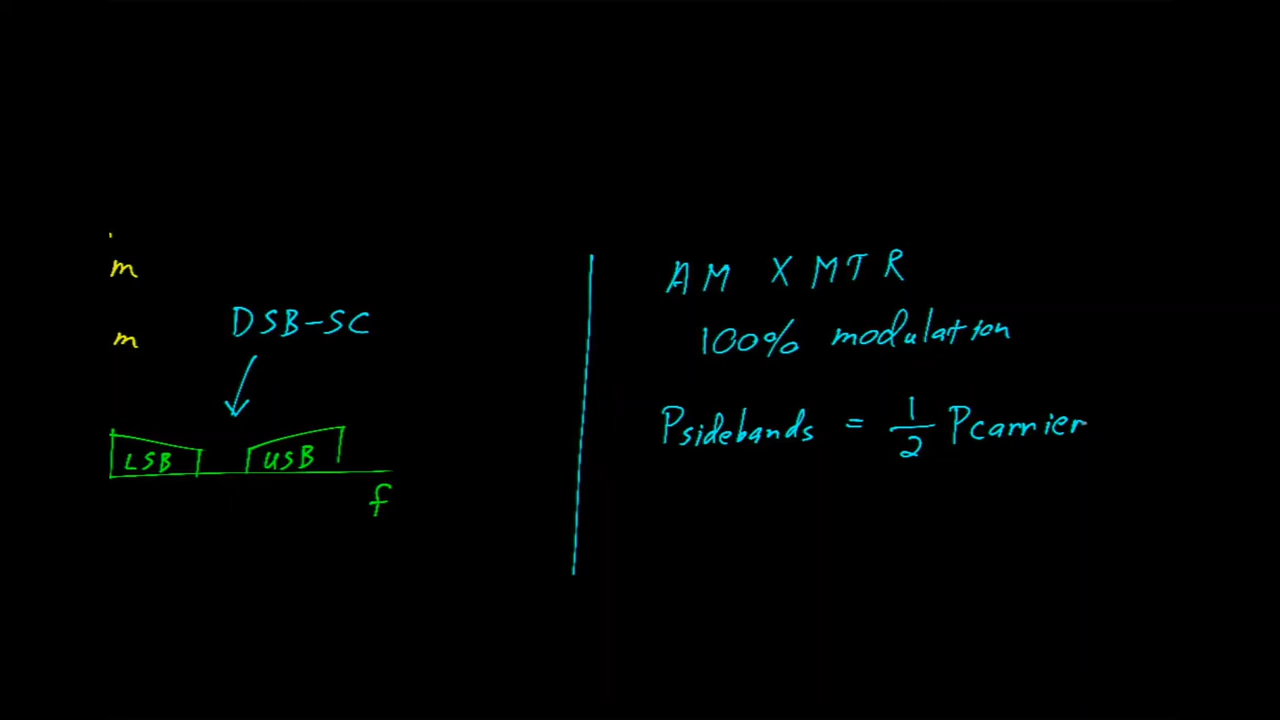 m
m
DSB-SC
LSB USB
f
AM XMTR
100% modulation
Psidebands = 1/2 Pcarrier